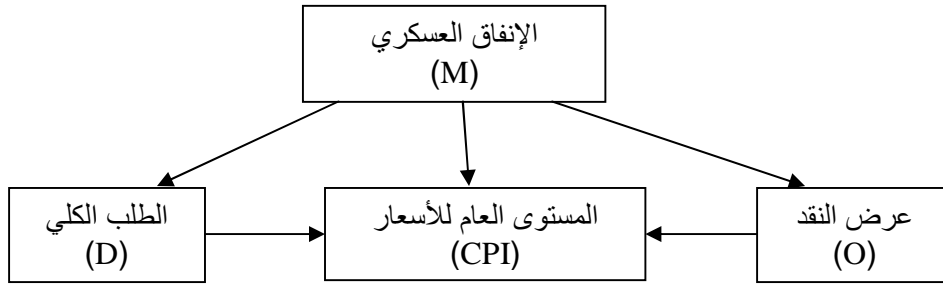 الإنفاق العسكري
(M)
عرض النقد
(O)
المستوى العام للأسعار
(CPI)
الطلب الكلي
(D)